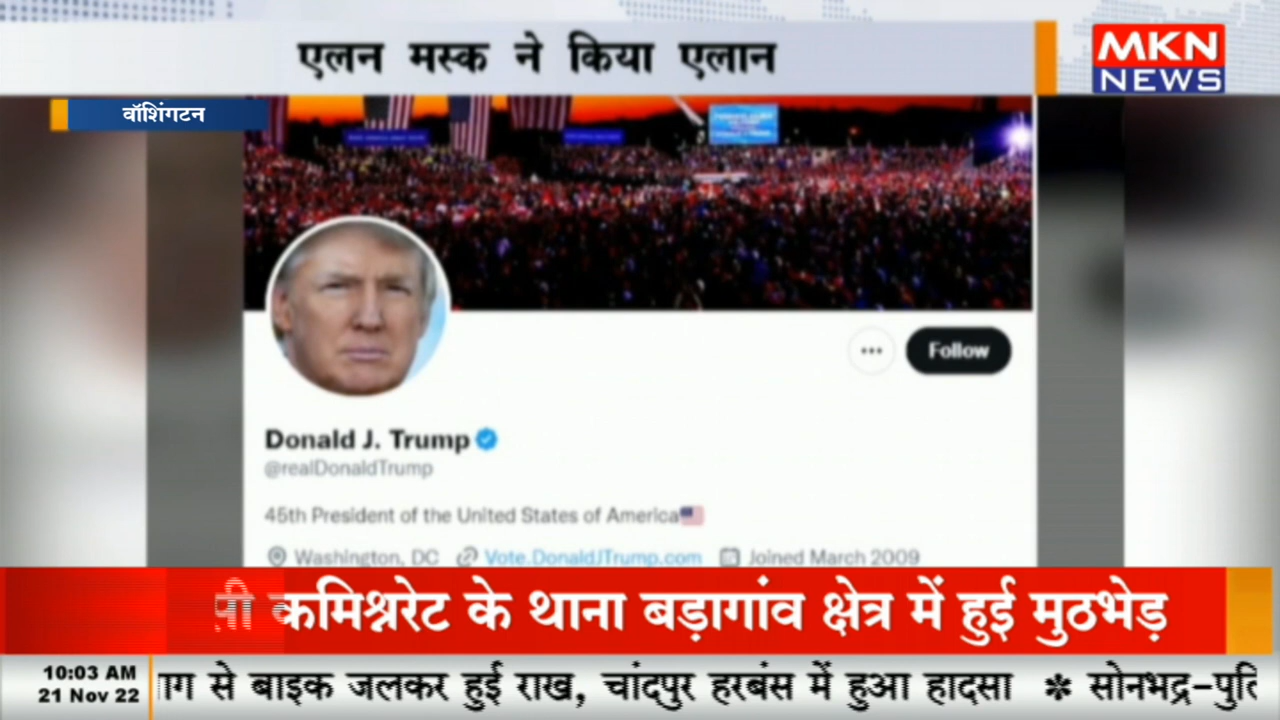 एलन मस्क ने किया एलान
MKN
NEWS
वॉशिंगटन
Follow
Donald J. Trump
@realDonaldTrump
45th President of the United States of America
Washington, DC Vote.DonaldJTrump.com Joined March 2009
कमिश्नरेट के थाना बड़ागांव क्षेत्र में हुई मुठभेड़
10:03 AM
21 Nov 22
से बाइक जलकर हुई राख, चांदपुर हरबंस में हुआ हादसा * सोनभद्र-